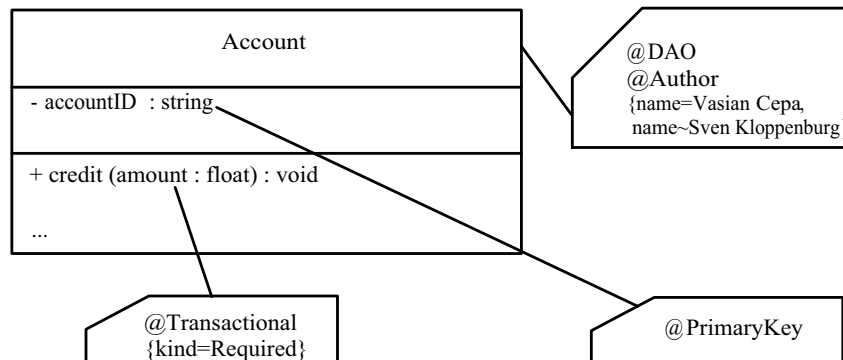 Account
@DAO
@Author
{name=Vasian Cepa,
name~Sven Kloppenburg}
- accountID : string
+ credit (amount : float) : void
...
@Transactional
{kind=Required}
@PrimaryKey